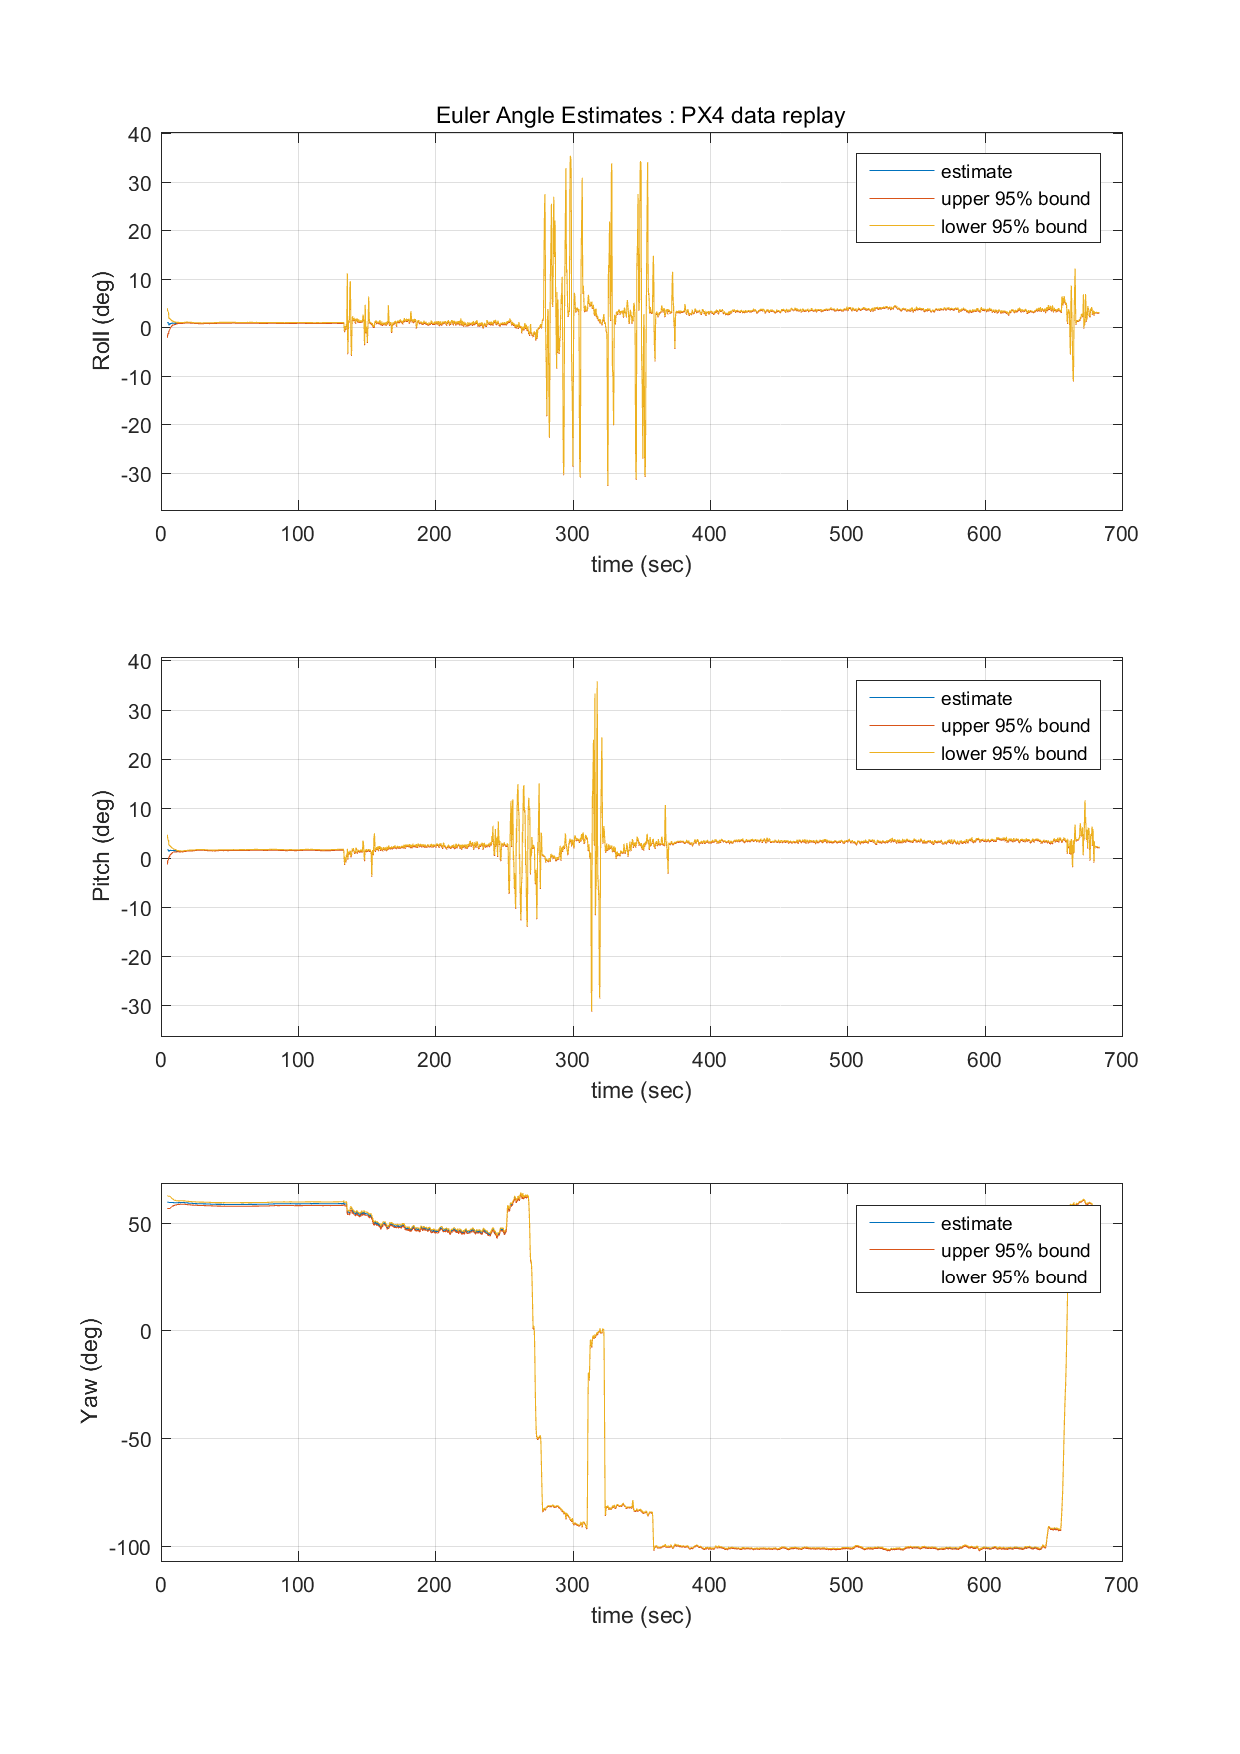 Euler Angle Estimates : PX4 data replay
40
30
20
10
0
-10
-20
-30
Roll (deg)
estimate
upper 95% bound
lower 95% bound
0 100 200 300 400 500 600 700
time (sec)
40
30
20
10
0
-10
-20
-30
Pitch (deg)
estimate
upper 95% bound
lower 95% bound
0 100 200 300 400 500 600 700
time (sec)
50
0
-50
-100
Yaw (deg)
estimate
upper 95% bound
lower 95% bound
0 100 200 300 400 500 600 700
time (sec)